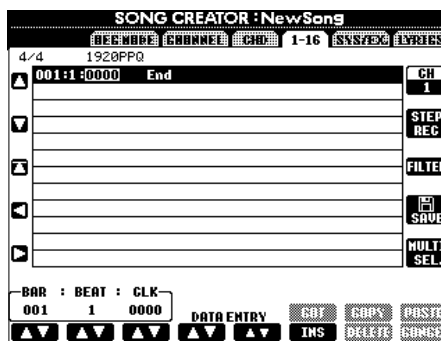 SONG CREATOR : NewSong
REC MODE CHANNEL CHD 1-16 SYS/EX. LYRICS
4/4 1920PPQ
001:1:0000 End
CH
1
STEP
REC
FILTER
SAVE
MULTI
SEL.
BAR : BEAT : CLK
001 1 0000
DATA ENTRY
CUT COPY PASTE
INS DELETE CANCEL